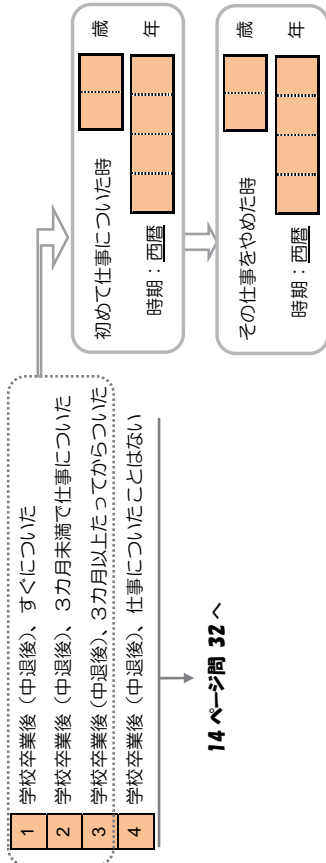 1 学校卒業後（中退後）、すぐについた
2 学校卒業後（中退後）、３カ月未満で仕事についた
3 学校卒業後（中退後）、３カ月以上たってからついた
4 学校卒業後（中退後）、仕事についたことはない
14 ページ問 32 へ
初めて仕事についた時 歳
時期：西暦 年
その仕事をやめた時 歳
時期：西暦 年